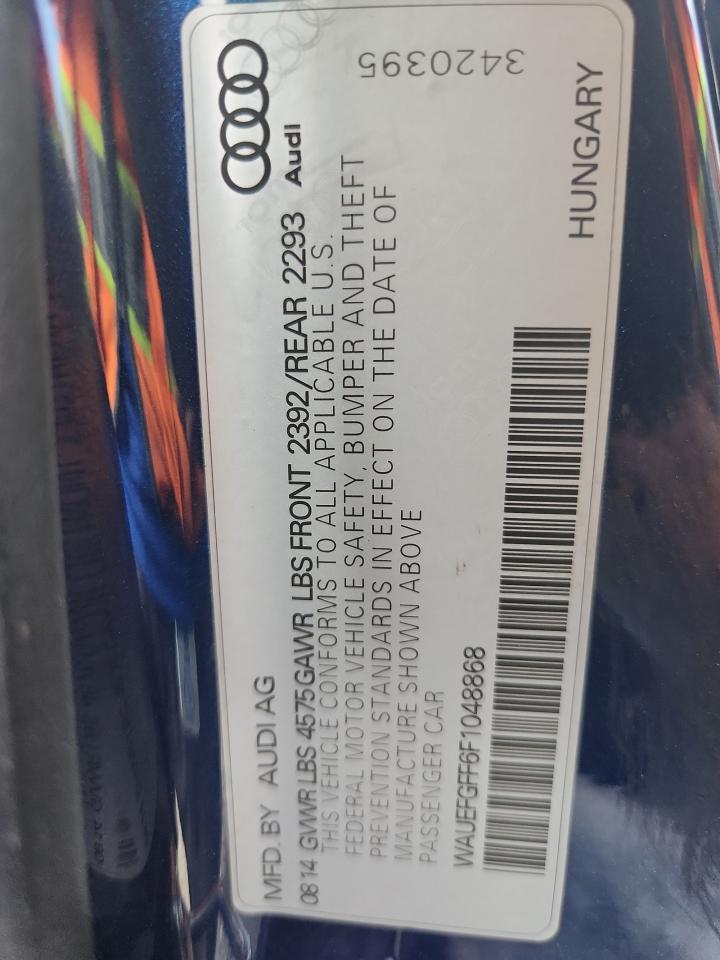 MFD. BY AUDI AG
0814 GVWR LBS 4575 GAWR LBS FRONT 2392/REAR 2293
Audi
THIS VEHICLE CONFORMS TO ALL APPLICABLE U.S.
FEDERAL MOTOR VEHICLE SAFETY, BUMPER AND THEFT
PREVENTION STANDARDS IN EFFECT ON THE DATE OF
MANUFACTURE SHOWN ABOVE
PASSENGER CAR
3420395
WAUEFGFF6F1048868
HUNGARY